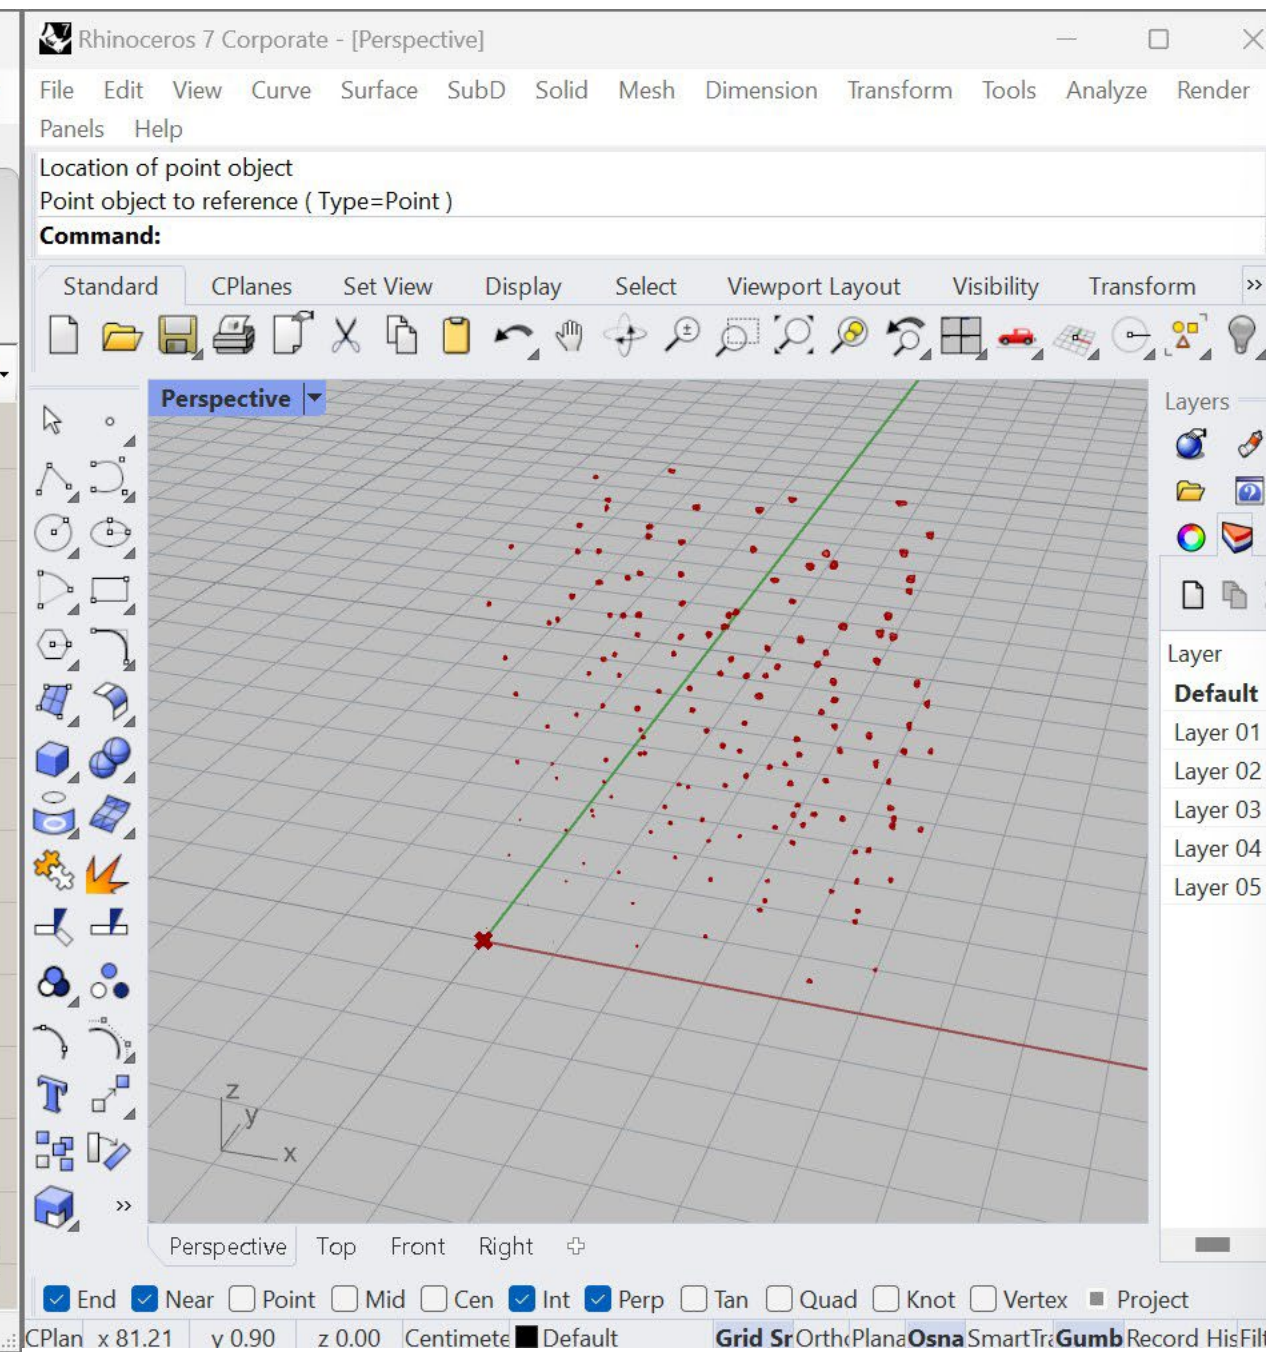 Rhinoceros 7 Corporate - [Perspective]
File Edit View Curve Surface SubD Solid Mesh Dimension Transform Tools Analyze Render
Panels Help
Location of point object
Point object to reference ( Type=Point )
Command:
Standard CPlanes Set View Display Select Viewport Layout Visibility Transform »
Perspective
Layers
Layer
Default
Layer 01
Layer 02
Layer 03
Layer 04
Layer 05
z
y
x
»
Perspective Top Front Right
End Near Point Mid Cen Int Perp Tan Quad Knot Vertex Project
CPlan x 81.21 y 0.90 z 0.00 Centimete Default Grid Sr Ortho Plana Osna SmartTra Gumb Record His Filt